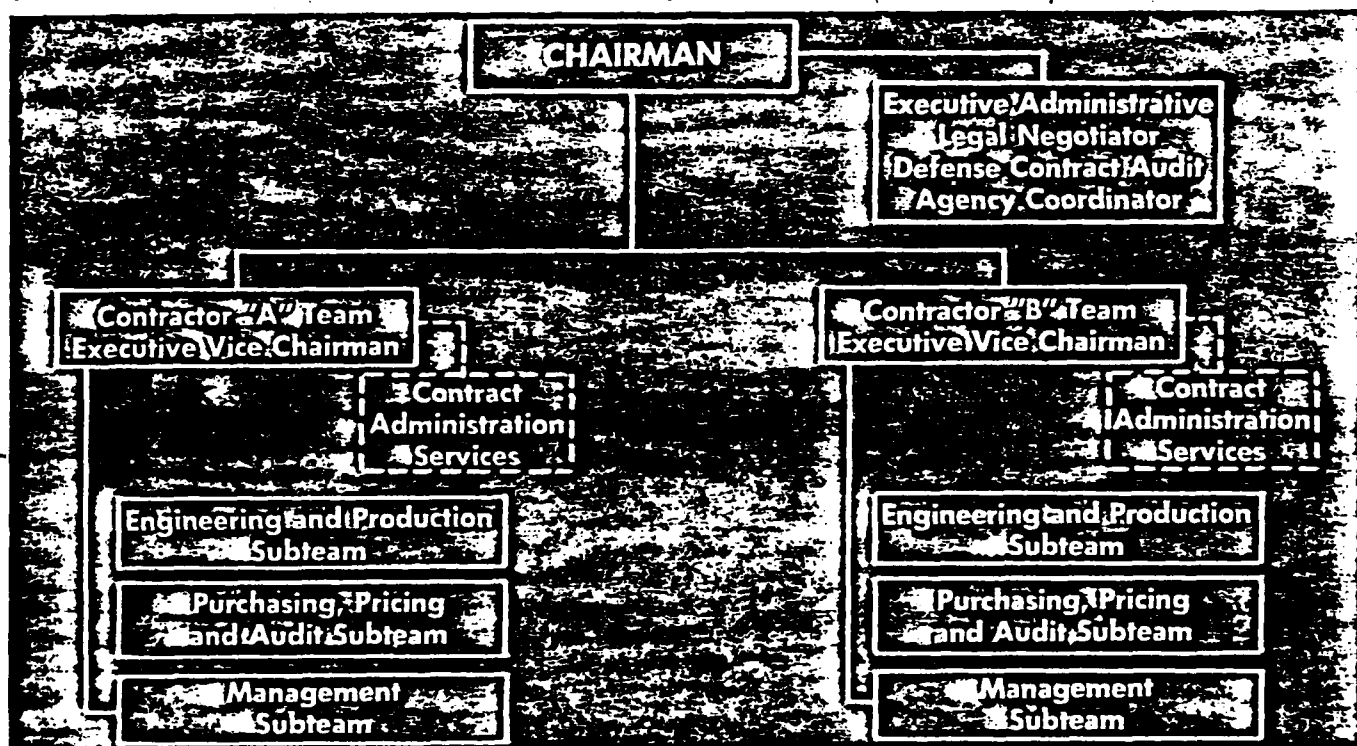 CHAIRMAN
Executive Administrative
Legal Negotiator
Defense Contract Audit
Agency Coordinator
Contractor "A" Team
Executive Vice Chairman
Contract
Administration
Services
Engineering and Production
Subteam
Purchasing, Pricing
and Audit Subteam
Management
Subteam
Contractor "B" Team
Executive Vice Chairman
Contract
Administration
Services
Engineering and Production
Subteam
Purchasing, Pricing
and Audit Subteam
Management
Subteam